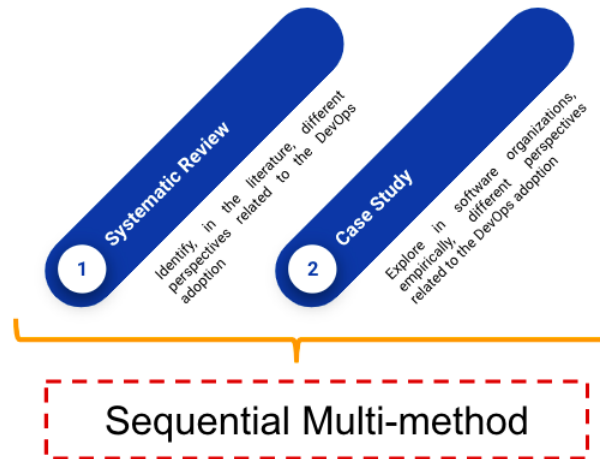 1
Systematic Review
Identify, in the literature, different
perspectives related to the DevOps
adoption
2
Case Study
Explore in software organizations,
empirically, different perspectives
related to the DevOps adoption
Sequential Multi-method